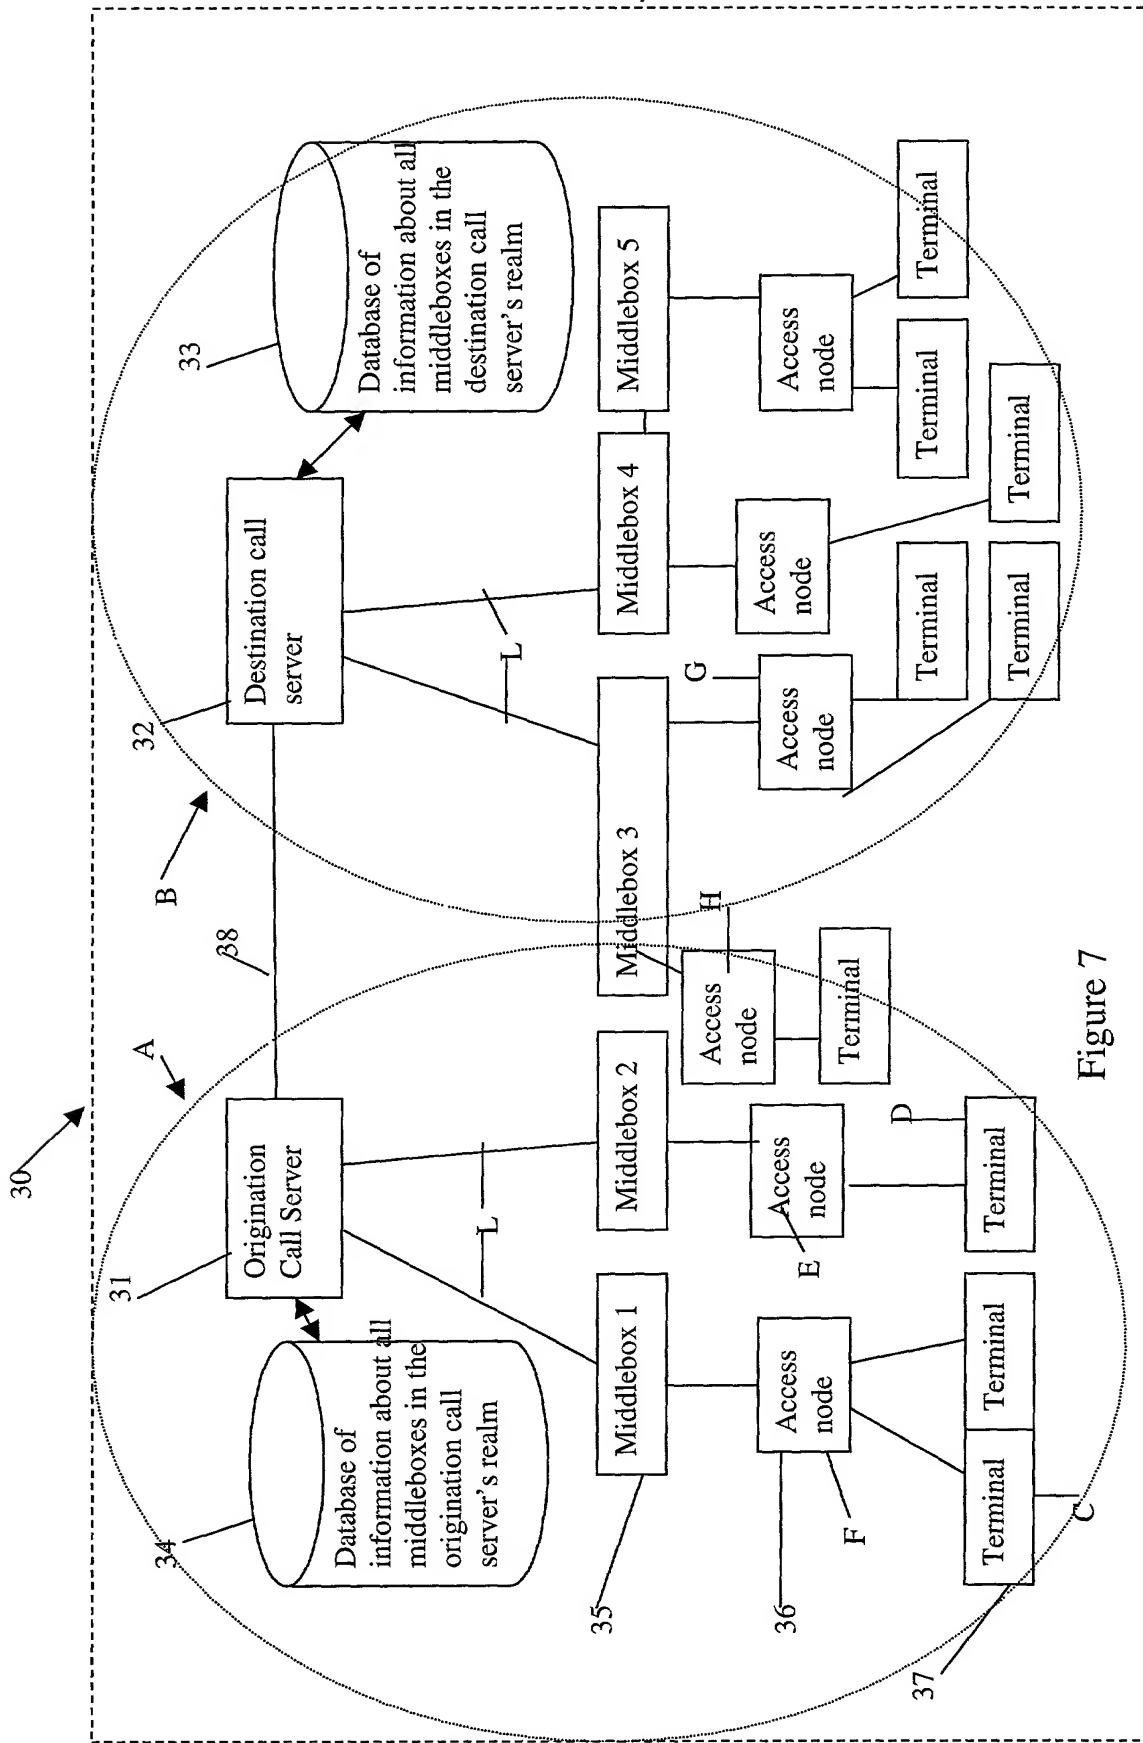 30
A
B
31
Origination
Call Server
38
32
Destination call
server
34
Database of
information about all
middleboxes in the
origination call
server's realm
33
Database of
information about all
middleboxes in the
destination call
server's realm
L
L
35
Middlebox 1
Middlebox 2
Middlebox 3
Middlebox 4
Middlebox 5
36
F
Access
node
E
Access
node
H
Access
node
G
Access
node
Access
node
Access
node
37
C
Terminal
Terminal
D
Terminal
Terminal
Terminal
Terminal
Terminal
Terminal
Terminal
Figure 7